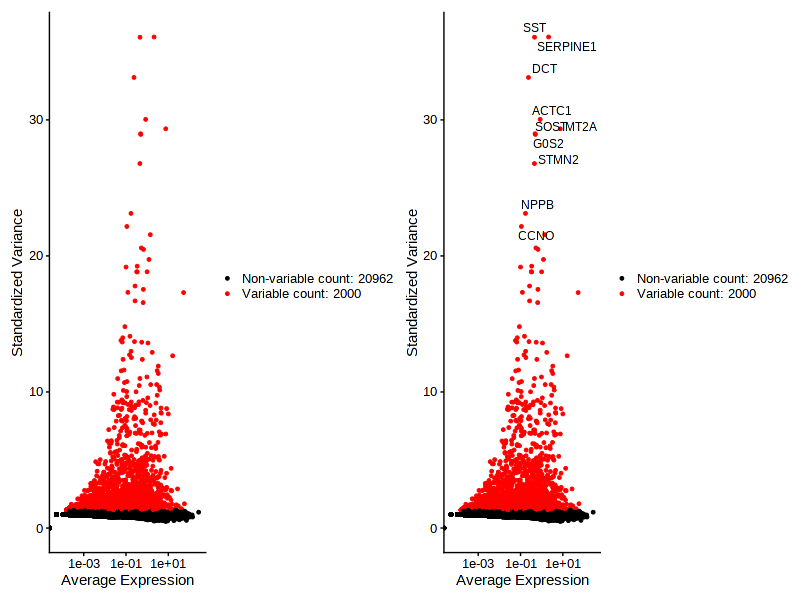 Standardized Variance
30
20
10
0
1e-03 1e-01 1e+01
Average Expression
Non-variable count: 20962
Variable count: 2000
Standardized Variance
30
20
10
0
SST
SERPINE1
DCT
ACTC1
SOST
MT2A
G0S2
STMN2
NPPB
CCNO
1e-03 1e-01 1e+01
Average Expression
Non-variable count: 20962
Variable count: 2000